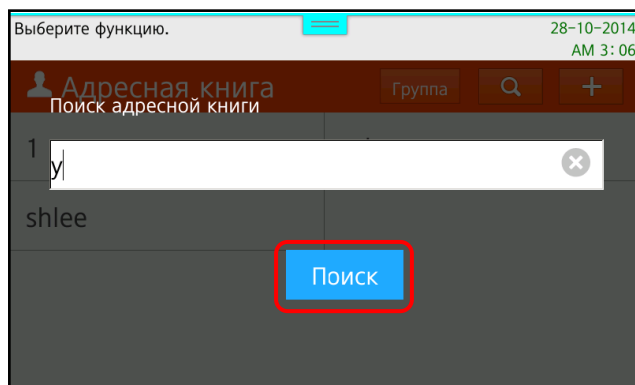 Выберите функцию.
28-10-2014
AM 3:06
Адресная книга
Группа
Поиск адресной книги
1
y
shlee
Поиск